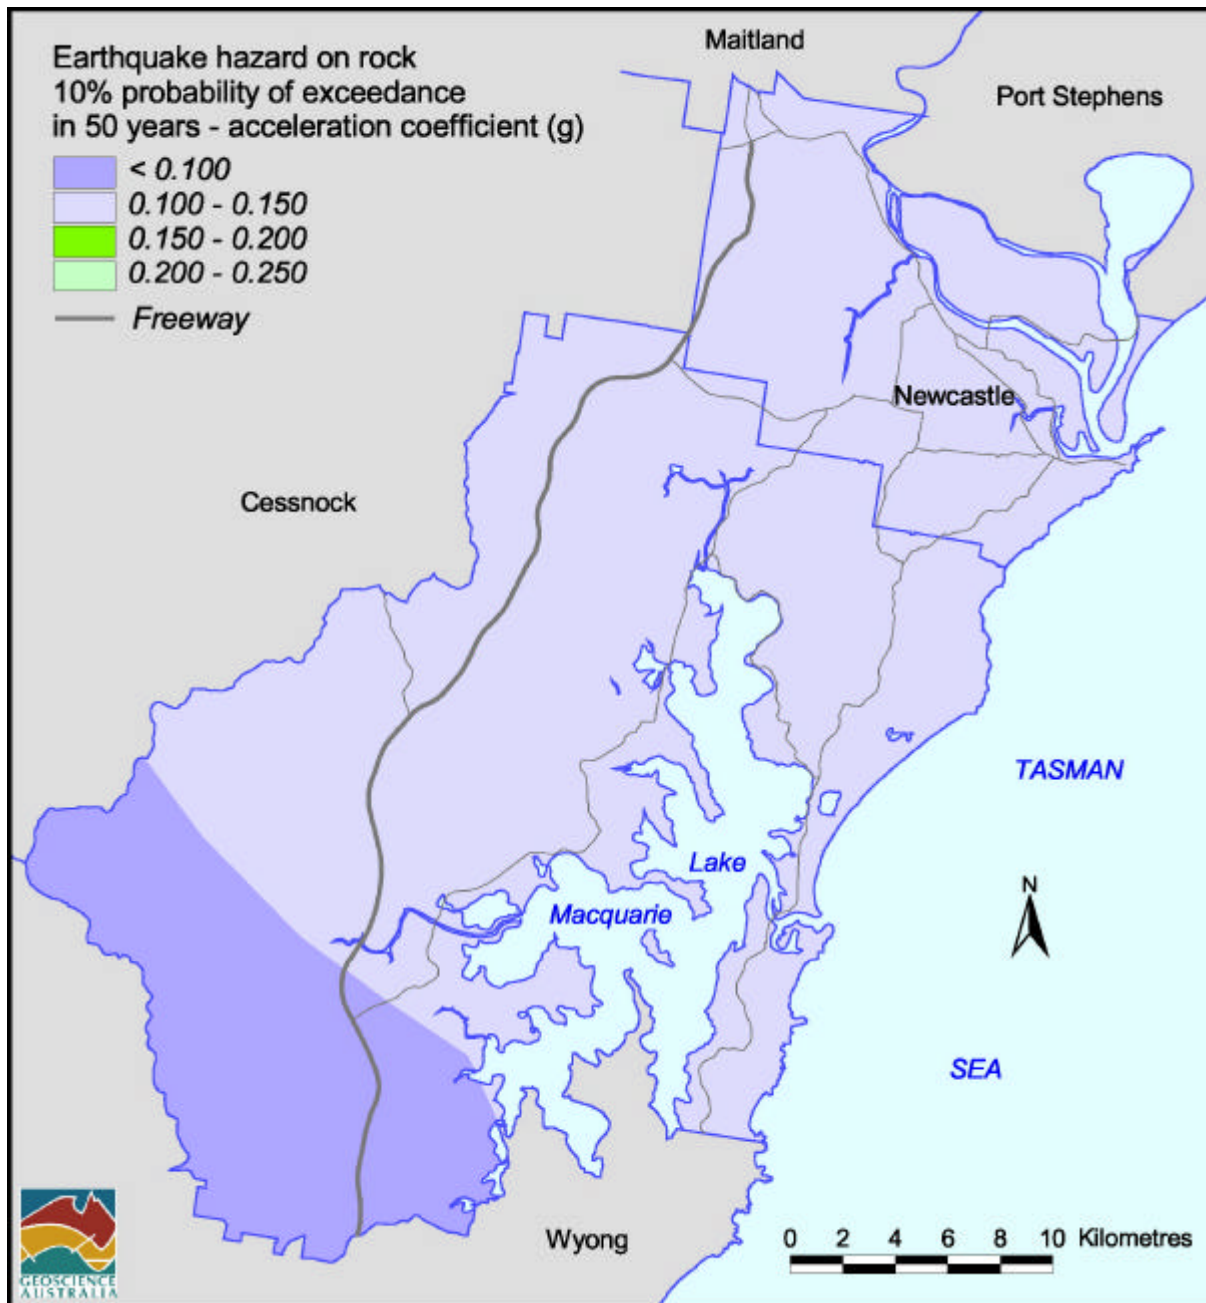 Earthquake hazard on rock
10% probability of exceedance
in 50 years - acceleration coefficient (g)
< 0.100
0.100 - 0.150
0.150 - 0.200
0.200 - 0.250
Freeway
Maitland
Port Stephens
Newcastle
Cessnock
TASMAN
Lake
Macquarie
N
SEA
Wyong
0 2 4 6 8 10 Kilometres
GEOSCIENCE
AUSTRALIA